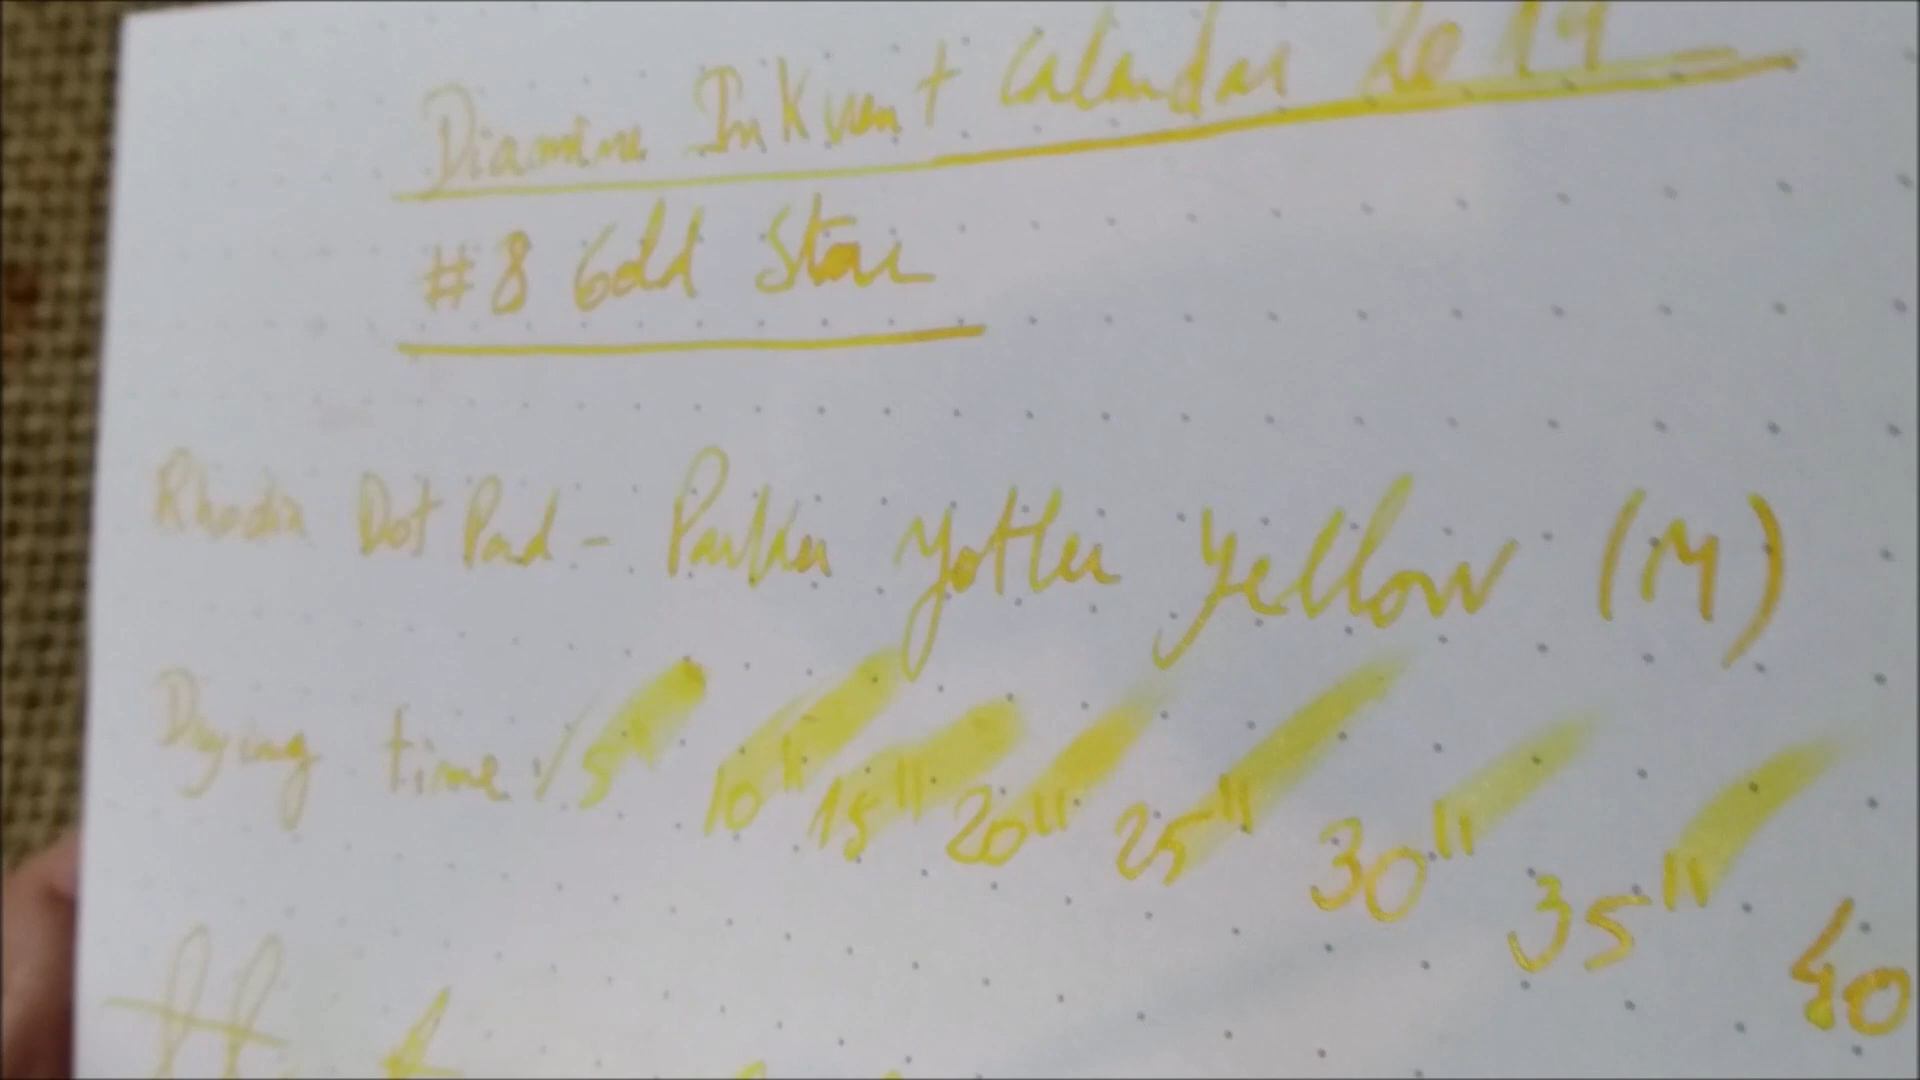 Diamine Inkvent Calendar 2019
#8 Gold Star
Rhodia Dot Pad - Parker Jotter Yellow (M)
Drying time: 5" 10" 15" 20" 25" 30" 35" 40